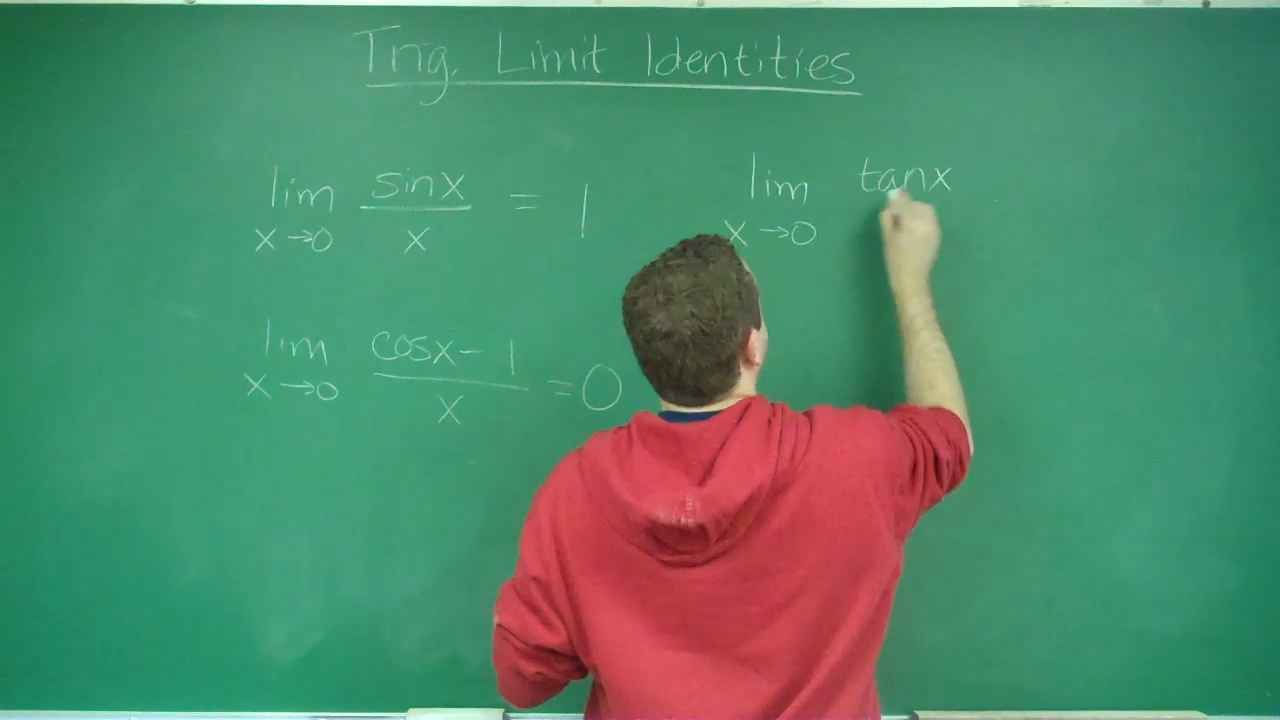 Trig. Limit Identities
lim sinx = 1
x→0 x
lim cosx-1 = 0
x→0 x
lim tanx
x→0